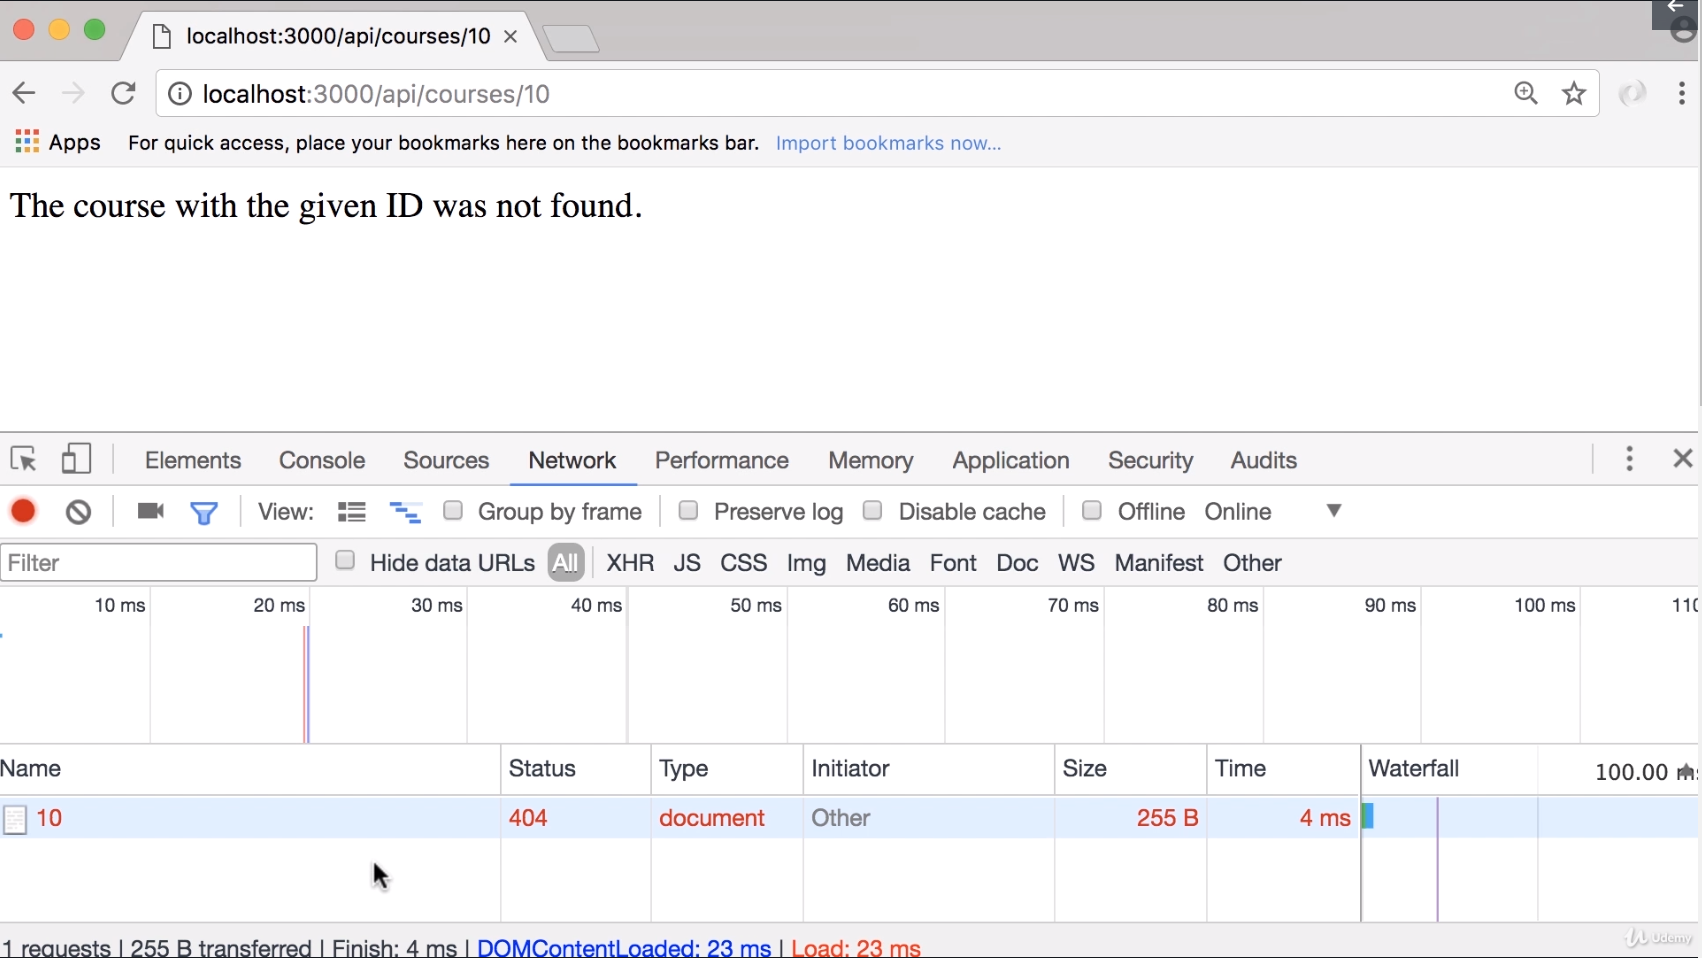 localhost:3000/api/courses/10
localhost:3000/api/courses/10
Apps For quick access, place your bookmarks here on the bookmarks bar. Import bookmarks now...
The course with the given ID was not found.
Elements Console Sources Network Performance Memory Application Security Audits
View: Group by frame Preserve log Disable cache Offline Online
Filter Hide data URLs All XHR JS CSS Img Media Font Doc WS Manifest Other
10 ms 20 ms 30 ms 40 ms 50 ms 60 ms 70 ms 80 ms 90 ms 100 ms 110
Name Status Type Initiator Size Time Waterfall 100.00 ms
10 404 document Other 255 B 4 ms
1 requests | 255 B transferred | Finish: 4 ms | DOMContentLoaded: 23 ms | Load: 23 ms
Udemy